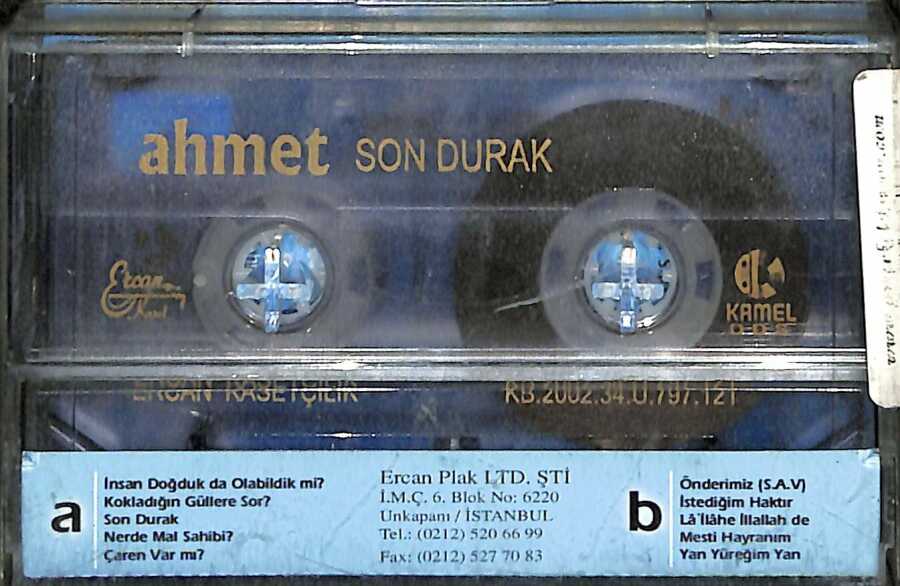 ahmet SON DURAK
Ercan
KAMEL
ERCAN KASETÇİLİK
KB.2002.34.Ü.797.121
a
İnsan Doğduk da Olabildik mi?
Kokladığın Güllere Sor?
Son Durak
Nerde Mal Sahibi?
Çaren Var mı?
Ercan Plak LTD. ŞTİ
İ.M.Ç. 6. Blok No: 6220
Unkapanı / İSTANBUL
Tel.: (0212) 520 66 99
Fax: (0212) 527 70 83
b
Önderimiz (S.A.V)
İstediğim Haktır
Lâ İlâhe İllallah de
Mesti Hayranım
Yan Yüreğim Yan